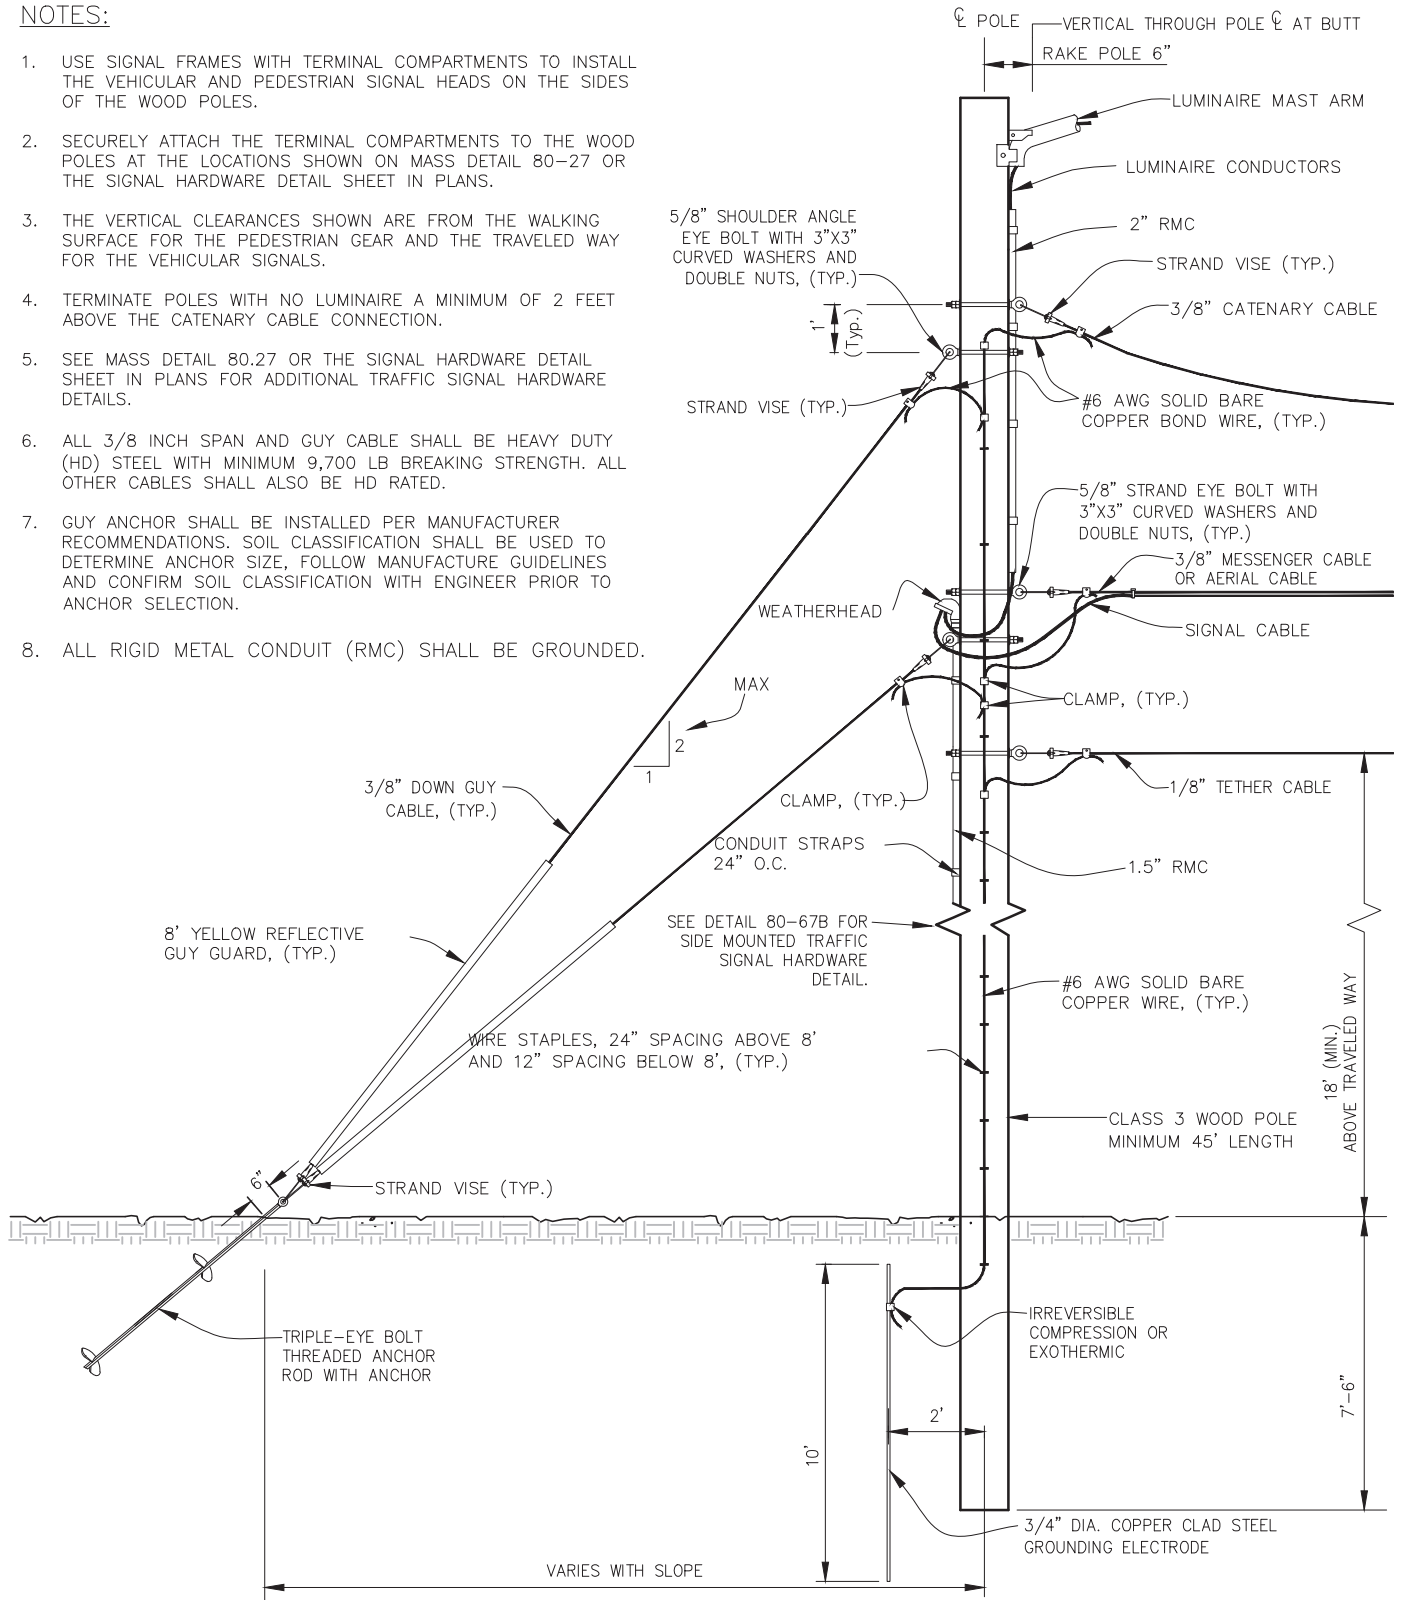 NOTES:
1. USE SIGNAL FRAMES WITH TERMINAL COMPARTMENTS TO INSTALL
THE VEHICULAR AND PEDESTRIAN SIGNAL HEADS ON THE SIDES
OF THE WOOD POLES.
2. SECURELY ATTACH THE TERMINAL COMPARTMENTS TO THE WOOD
POLES AT THE LOCATIONS SHOWN ON MASS DETAIL 80-27 OR
THE SIGNAL HARDWARE DETAIL SHEET IN PLANS.
3. THE VERTICAL CLEARANCES SHOWN ARE FROM THE WALKING
SURFACE FOR THE PEDESTRIAN GEAR AND THE TRAVELED WAY
FOR THE VEHICULAR SIGNALS.
4. TERMINATE POLES WITH NO LUMINAIRE A MINIMUM OF 2 FEET
ABOVE THE CATENARY CABLE CONNECTION.
5. SEE MASS DETAIL 80.27 OR THE SIGNAL HARDWARE DETAIL
SHEET IN PLANS FOR ADDITIONAL TRAFFIC SIGNAL HARDWARE
DETAILS.
6. ALL 3/8 INCH SPAN AND GUY CABLE SHALL BE HEAVY DUTY
(HD) STEEL WITH MINIMUM 9,700 LB BREAKING STRENGTH. ALL
OTHER CABLES SHALL ALSO BE HD RATED.
7. GUY ANCHOR SHALL BE INSTALLED PER MANUFACTURER
RECOMMENDATIONS. SOIL CLASSIFICATION SHALL BE USED TO
DETERMINE ANCHOR SIZE, FOLLOW MANUFACTURE GUIDELINES
AND CONFIRM SOIL CLASSIFICATION WITH ENGINEER PRIOR TO
ANCHOR SELECTION.
8. ALL RIGID METAL CONDUIT (RMC) SHALL BE GROUNDED.
℄ POLE
VERTICAL THROUGH POLE ℄ AT BUTT
RAKE POLE 6"
LUMINAIRE MAST ARM
LUMINAIRE CONDUCTORS
5/8" SHOULDER ANGLE
EYE BOLT WITH 3"X3"
CURVED WASHERS AND
DOUBLE NUTS, (TYP.)
2" RMC
STRAND VISE (TYP.)
3/8" CATENARY CABLE
1'
(Typ.)
STRAND VISE (TYP.)
#6 AWG SOLID BARE
COPPER BOND WIRE, (TYP.)
5/8" STRAND EYE BOLT WITH
3"X3" CURVED WASHERS AND
DOUBLE NUTS, (TYP.)
3/8" MESSENGER CABLE
OR AERIAL CABLE
WEATHERHEAD
SIGNAL CABLE
MAX
2
1
CLAMP, (TYP.)
3/8" DOWN GUY
CABLE, (TYP.)
CLAMP, (TYP.)
1/8" TETHER CABLE
CONDUIT STRAPS
24" O.C.
1.5" RMC
8' YELLOW REFLECTIVE
GUY GUARD, (TYP.)
SEE DETAIL 80-67B FOR
SIDE MOUNTED TRAFFIC
SIGNAL HARDWARE
DETAIL.
#6 AWG SOLID BARE
COPPER WIRE, (TYP.)
WIRE STAPLES, 24" SPACING ABOVE 8'
AND 12" SPACING BELOW 8', (TYP.)
18' (MIN.)
ABOVE TRAVELED WAY
CLASS 3 WOOD POLE
MINIMUM 45' LENGTH
6"
STRAND VISE (TYP.)
TRIPLE-EYE BOLT
THREADED ANCHOR
ROD WITH ANCHOR
IRREVERSIBLE
COMPRESSION OR
EXOTHERMIC
7'-6"
2'
10'
3/4" DIA. COPPER CLAD STEEL
GROUNDING ELECTRODE
VARIES WITH SLOPE